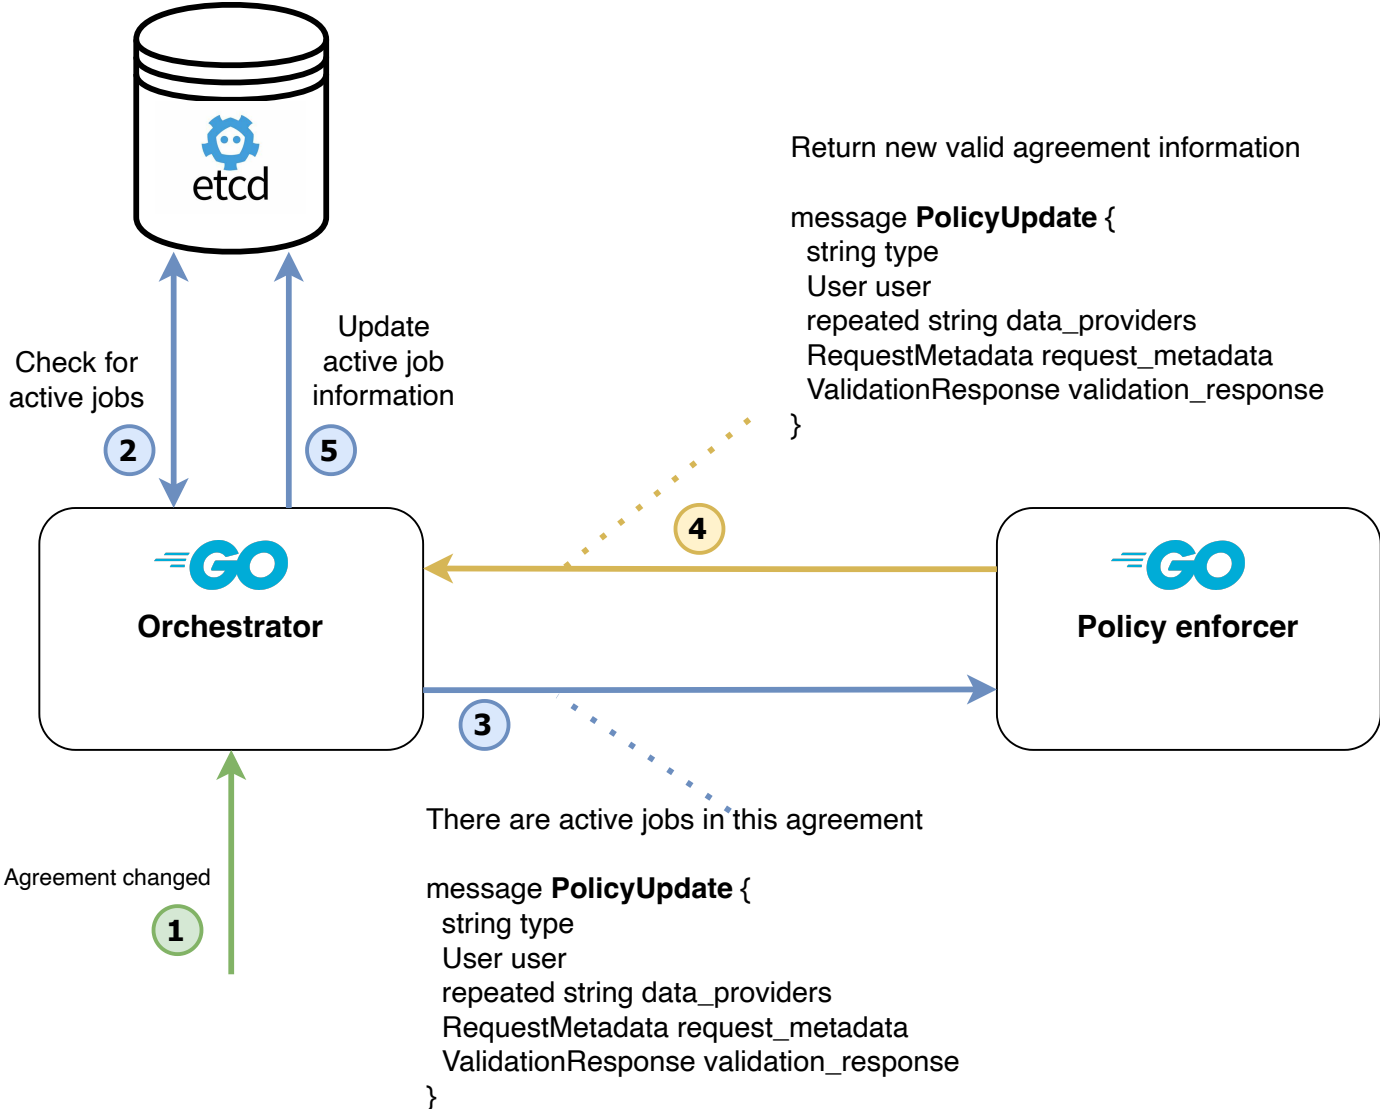 etcd
Return new valid agreement information
message PolicyUpdate {
string type
User user
repeated string data_providers
RequestMetadata request_metadata
ValidationResponse validation_response
}
Check for
active jobs
2
Update
active job
information
5
4
GO
Orchestrator
GO
Policy enforcer
3
There are active jobs in this agreement
message PolicyUpdate {
string type
User user
repeated string data_providers
RequestMetadata request_metadata
ValidationResponse validation_response
}
Agreement changed
1